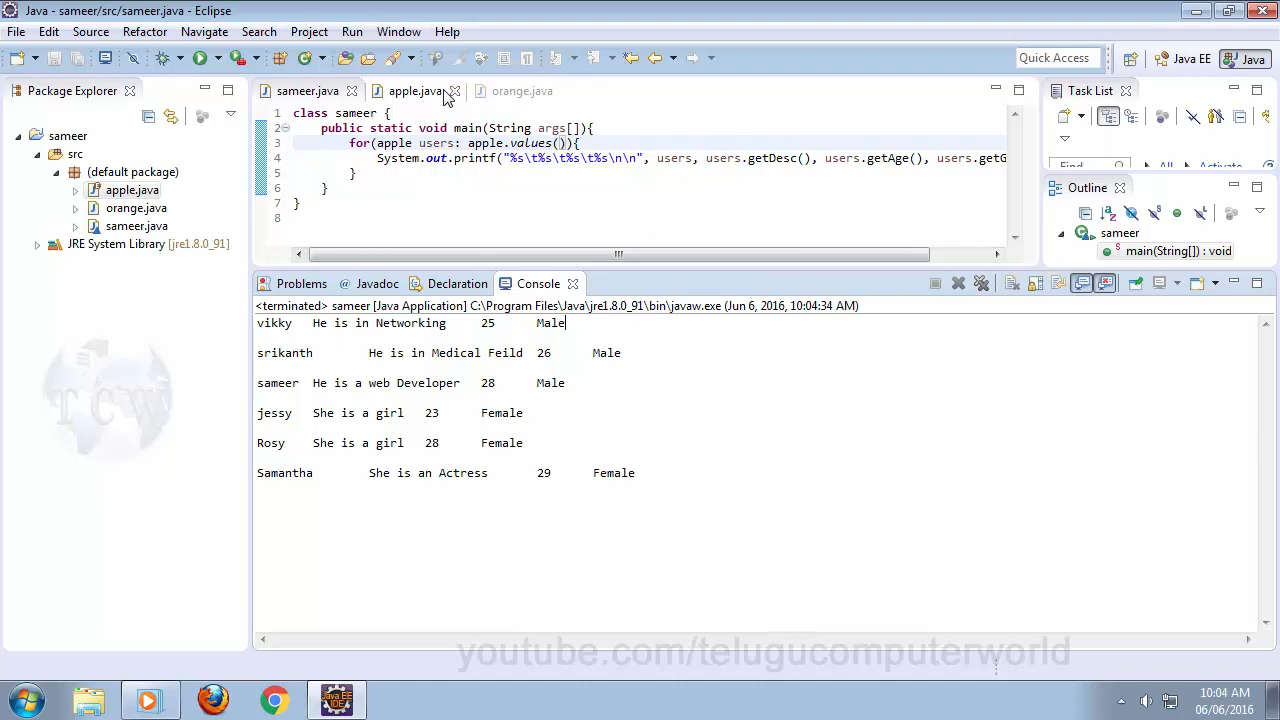 Java - sameer/src/sameer.java - Eclipse
File Edit Source Refactor Navigate Search Project Run Window Help
Quick Access Java EE Java
Package Explorer
sameer
src
(default package)
apple.java
orange.java
sameer.java
JRE System Library [jre1.8.0_91]
sameer.java apple.java orange.java
1 class sameer {
2 public static void main(String args[]){
3 for(apple users: apple.values()){
4 System.out.printf("%s\t%s\t%s\t%s\n\n", users, users.getDesc(), users.getAge(), users.getG
5 }
6 }
7 }
8
Task List
Find All Activ
Outline
sameer
main(String[]) : void
Problems @ Javadoc Declaration Console
<terminated> sameer [Java Application] C:\Program Files\Java\jre1.8.0_91\bin\javaw.exe (Jun 6, 2016, 10:04:34 AM)
vikky He is in Networking 25 Male
srikanth He is in Medical Feild 26 Male
sameer He is a web Developer 28 Male
jessy She is a girl 23 Female
Rosy She is a girl 28 Female
Samantha She is an Actress 29 Female
TCW
youtube.com/telugucomputerworld
Java EE
IDE
10:04 AM
06/06/2016